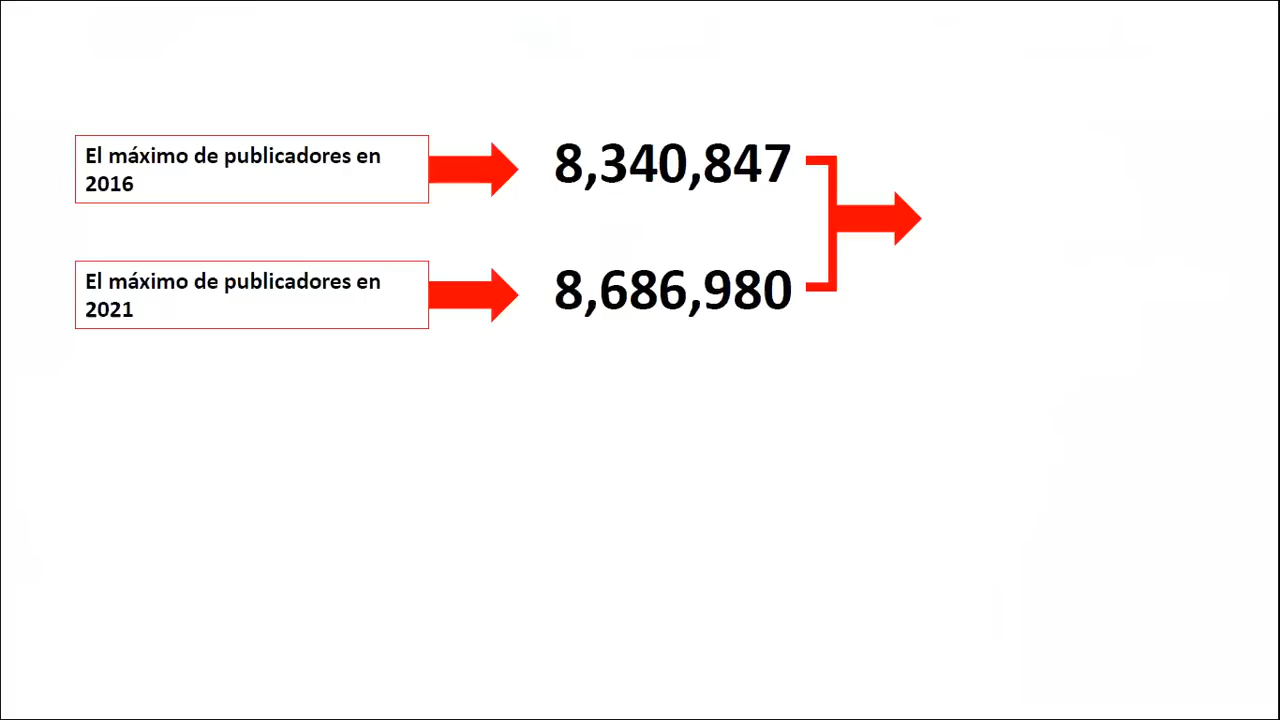 El máximo de publicadores en
2016
8,340,847
El máximo de publicadores en
2021
8,686,980